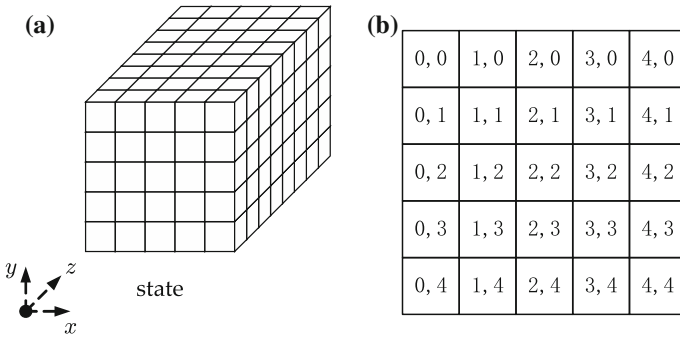 (a)
y
z
x
state
(b)
0, 0 1, 0 2, 0 3, 0 4, 0
0, 1 1, 1 2, 1 3, 1 4, 1
0, 2 1, 2 2, 2 3, 2 4, 2
0, 3 1, 3 2, 3 3, 3 4, 3
0, 4 1, 4 2, 4 3, 4 4, 4